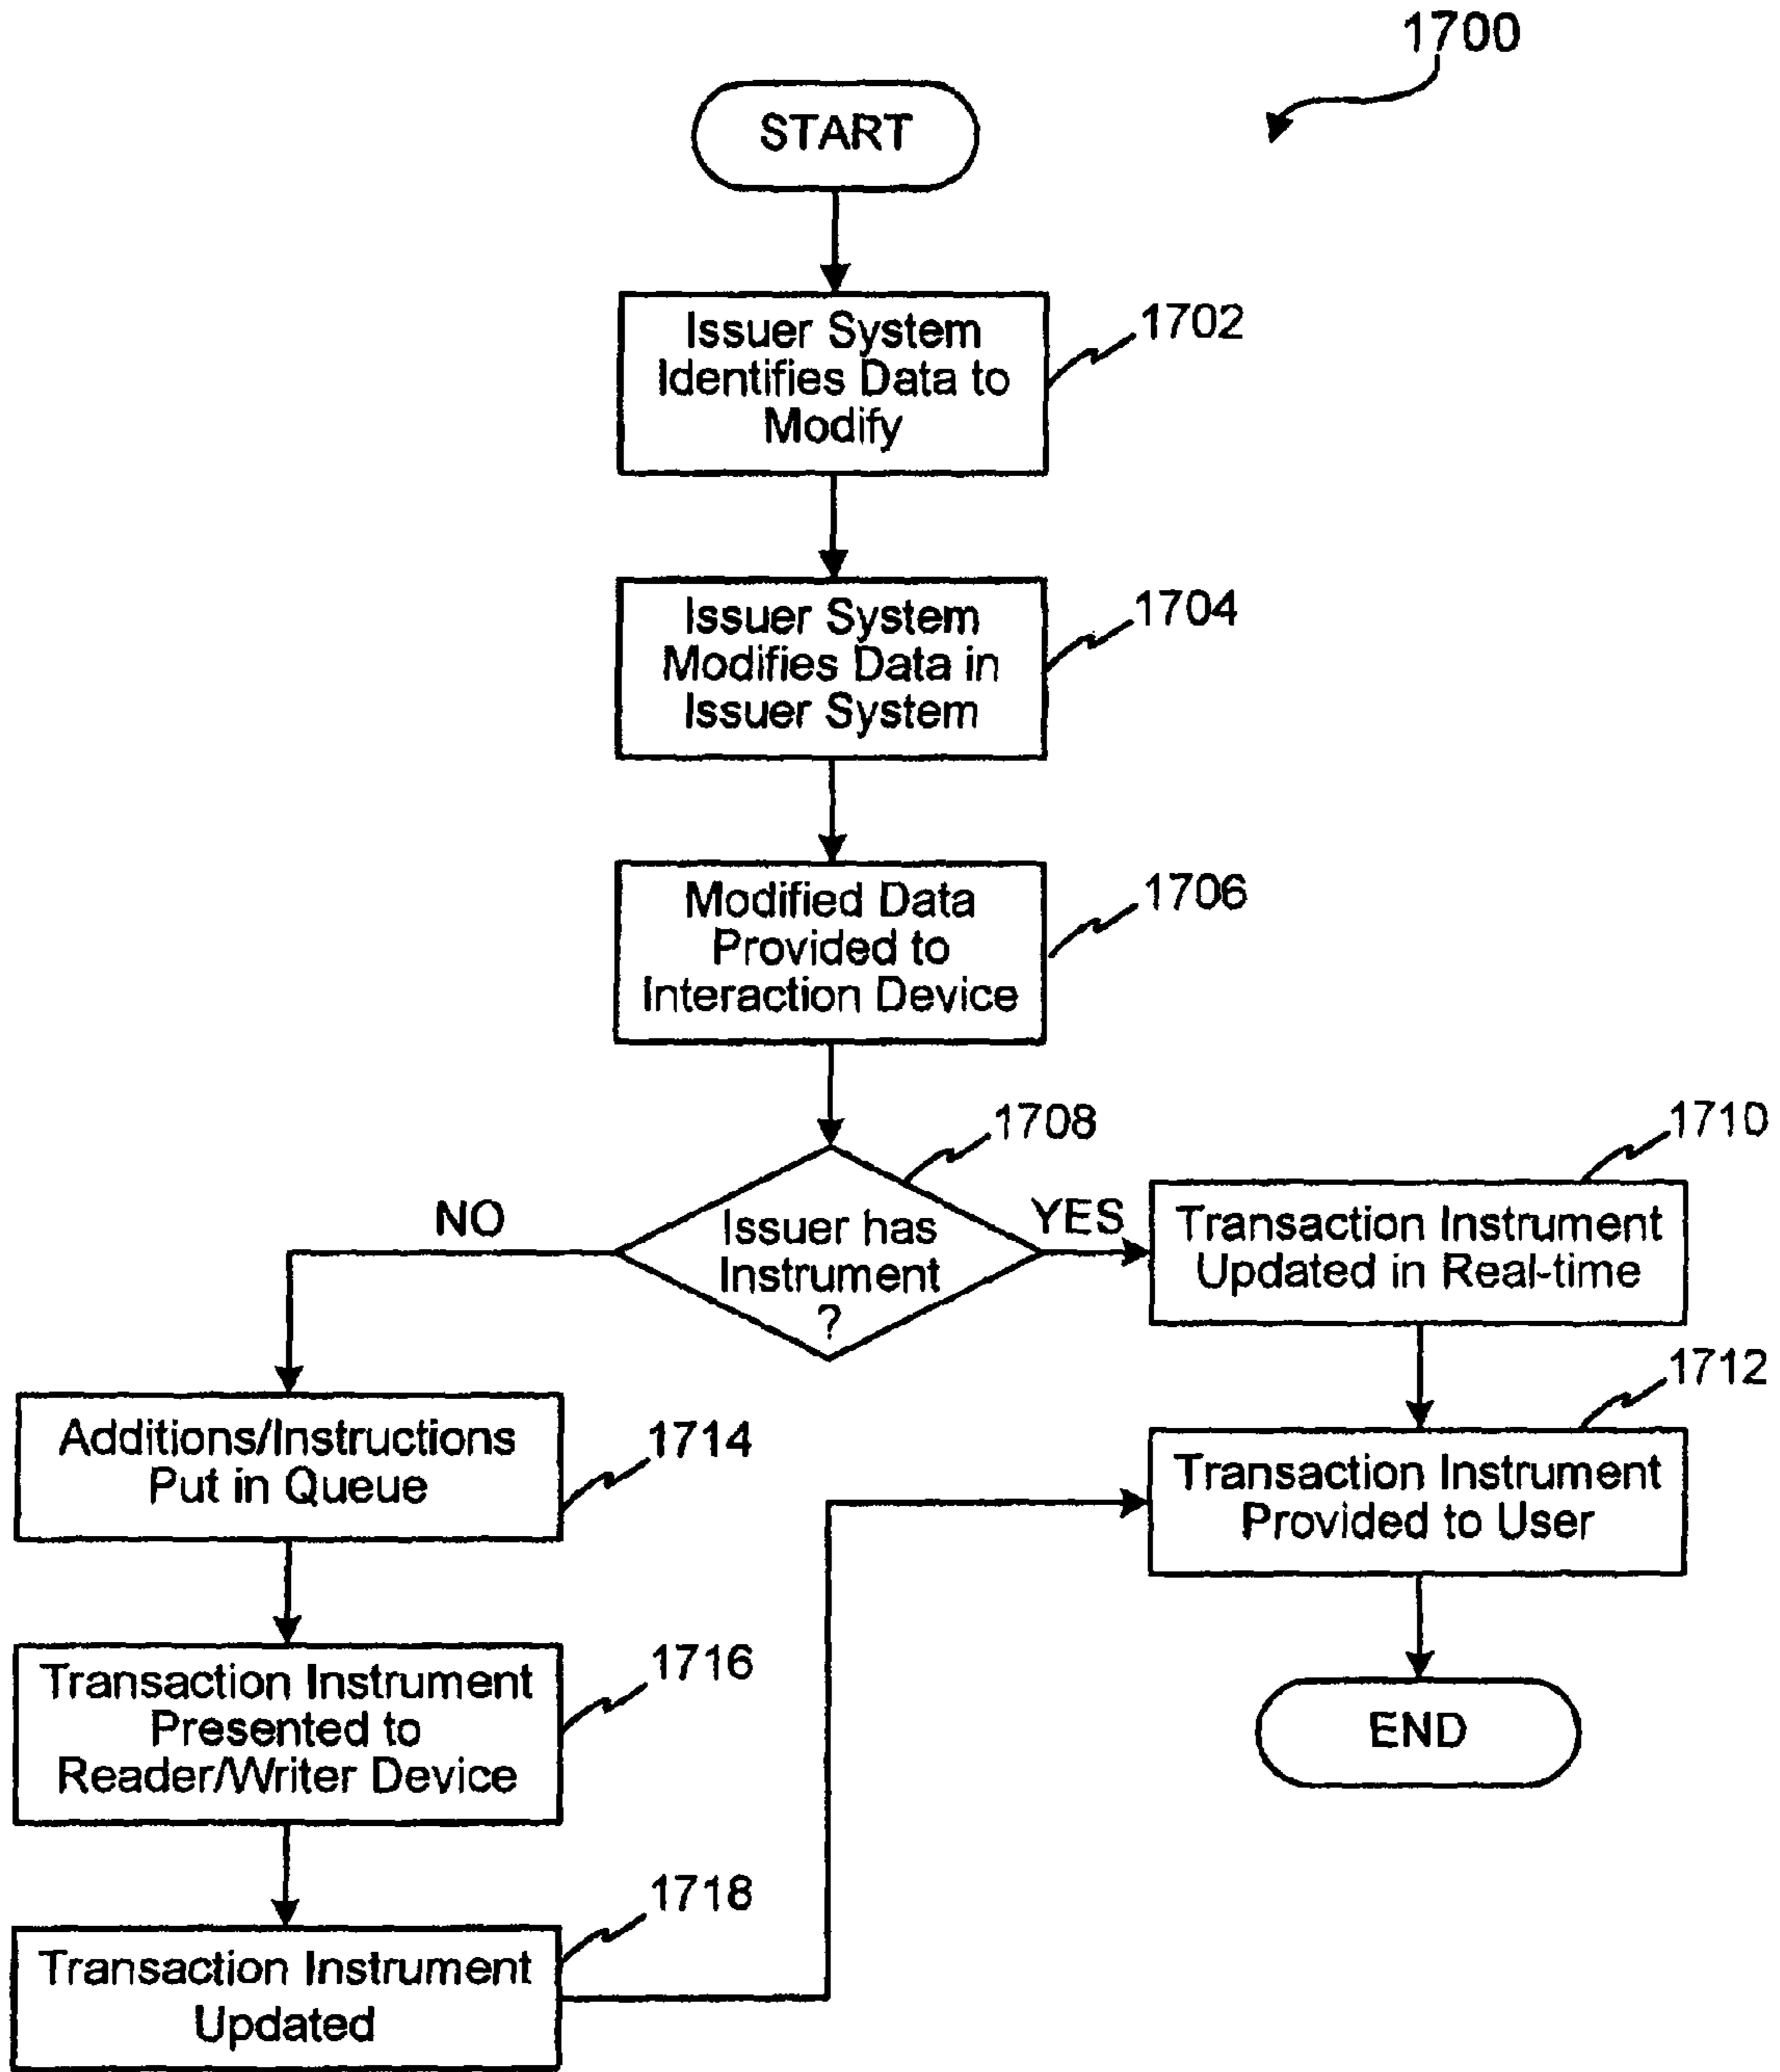 1700
START
Issuer System
Identifies Data to
Modify
1702
Issuer System
Modifies Data in
Issuer System
1704
Modified Data
Provided to
Interaction Device
1706
1708
Issuer has
Instrument
?
NO
YES
1710
Transaction Instrument
Updated in Real-time
1712
Transaction Instrument
Provided to User
END
Additions/Instructions
Put in Queue
1714
Transaction Instrument
Presented to
Reader/Writer Device
1716
Transaction Instrument
Updated
1718